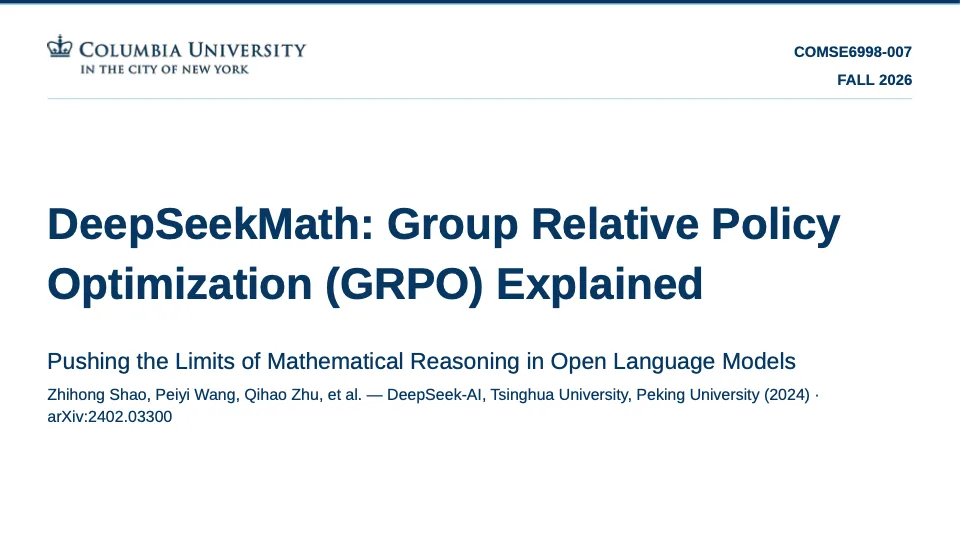 COLUMBIA UNIVERSITY
IN THE CITY OF NEW YORK
COMSE6998-007
FALL 2026
DeepSeekMath: Group Relative Policy
Optimization (GRPO) Explained
Pushing the Limits of Mathematical Reasoning in Open Language Models
Zhihong Shao, Peiyi Wang, Qihao Zhu, et al. — DeepSeek-AI, Tsinghua University, Peking University (2024) ·
arXiv:2402.03300